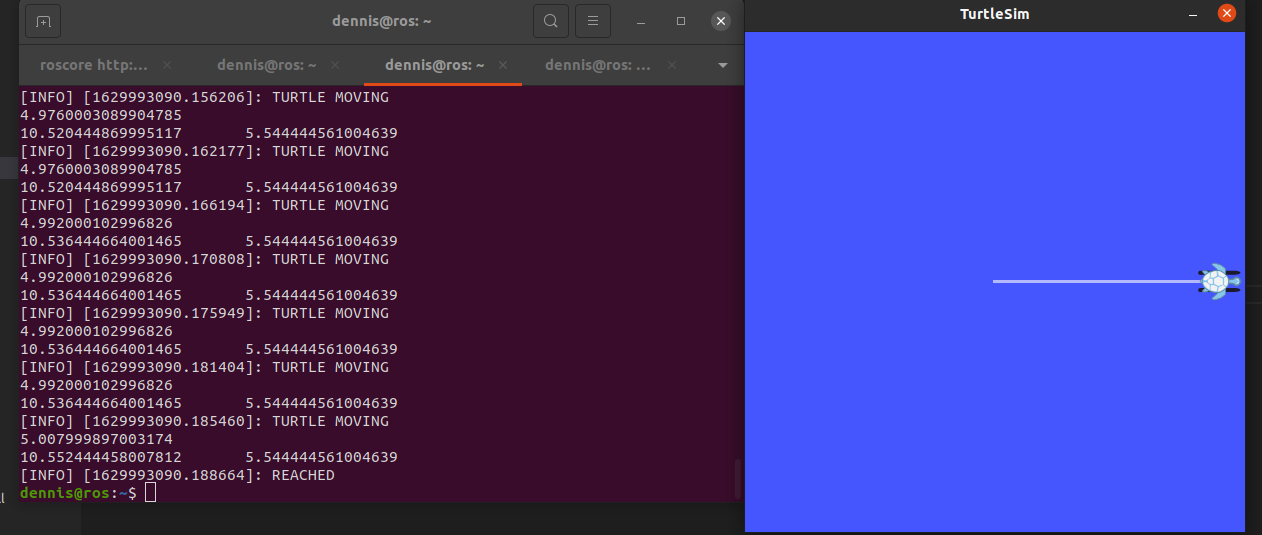 dennis@ros: ~
TurtleSim
roscore http:...
dennis@ros: ~
dennis@ros: ~
dennis@ros: ...
[INFO] [1629993090.156206]: TURTLE MOVING
4.9760003089904785
10.520444869995117 5.544444561004639
[INFO] [1629993090.162177]: TURTLE MOVING
4.9760003089904785
10.520444869995117 5.544444561004639
[INFO] [1629993090.166194]: TURTLE MOVING
4.992000102996826
10.536444664001465 5.544444561004639
[INFO] [1629993090.170808]: TURTLE MOVING
4.992000102996826
10.536444664001465 5.544444561004639
[INFO] [1629993090.175949]: TURTLE MOVING
4.992000102996826
10.536444664001465 5.544444561004639
[INFO] [1629993090.181404]: TURTLE MOVING
4.992000102996826
10.536444664001465 5.544444561004639
[INFO] [1629993090.185460]: TURTLE MOVING
5.007999897003174
10.552444458007812 5.544444561004639
[INFO] [1629993090.188664]: REACHED
dennis@ros:~$